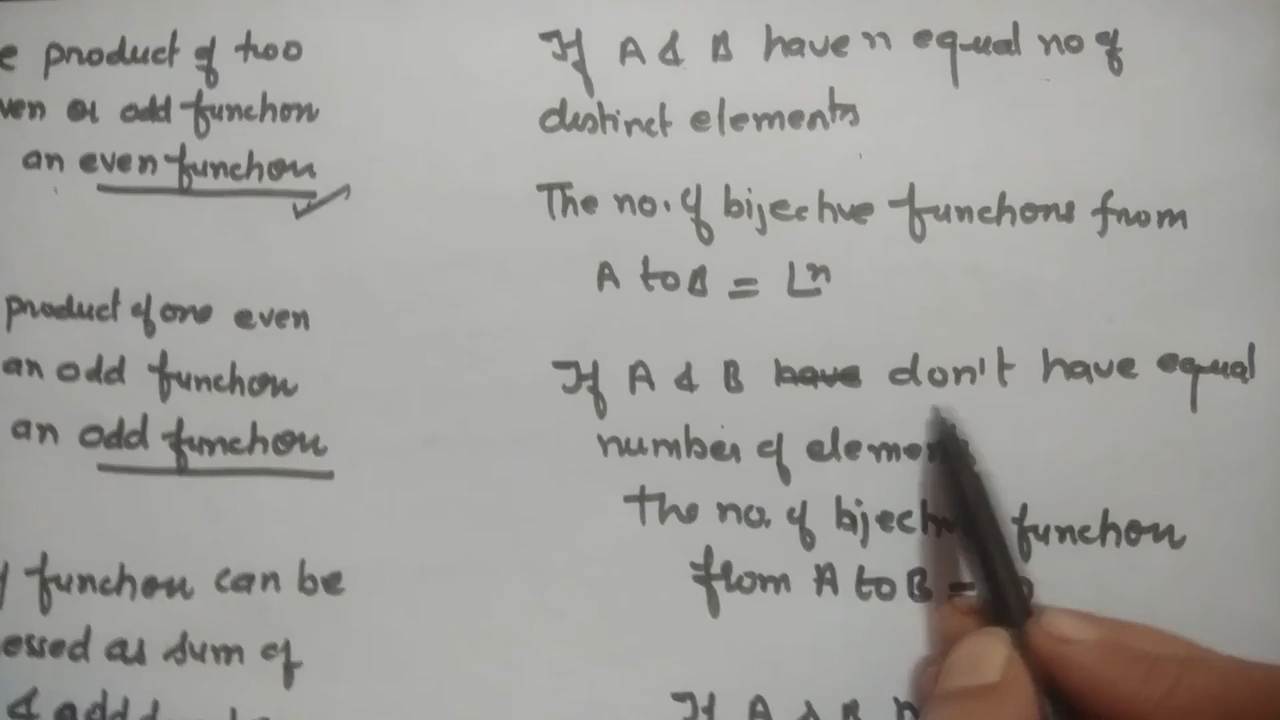 e product of two
ven or odd function
an even function
product of one even
an odd function
an odd function
function can be
essed as sum of
If A & B have n equal no of
distinct elements
The no. of bijective functions from
A to B = Ln
If A & B have don't have equal
number of
the no. of function
from A to B =
If A & B